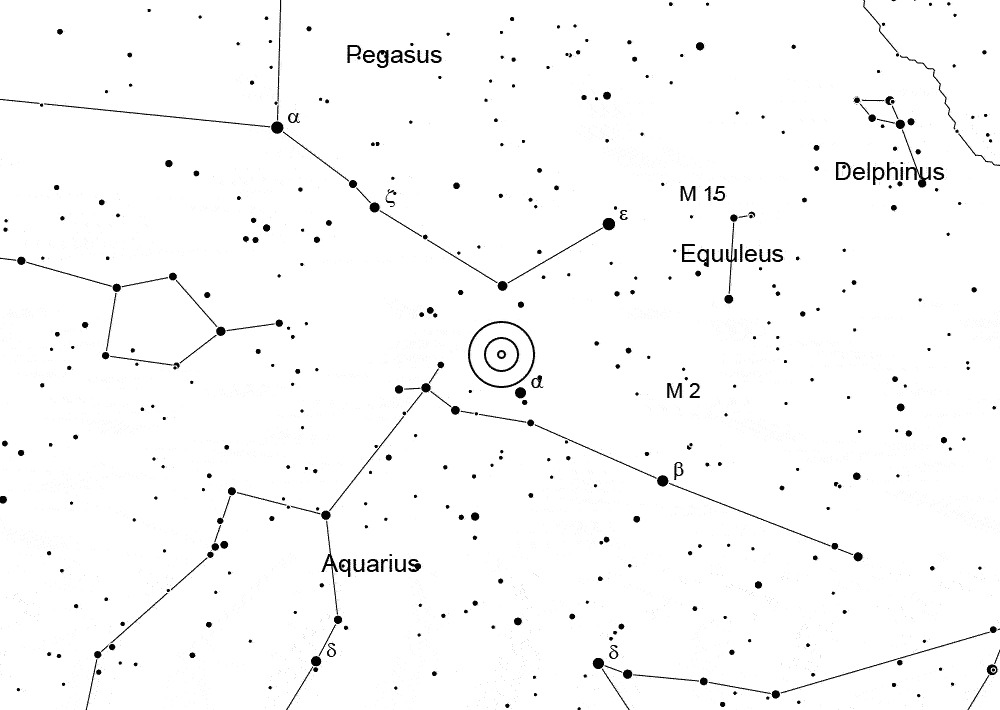 Pegasus
α
Delphinus
ζ
M 15
ε
Equuleus
α
M 2
β
Aquarius
δ
δ